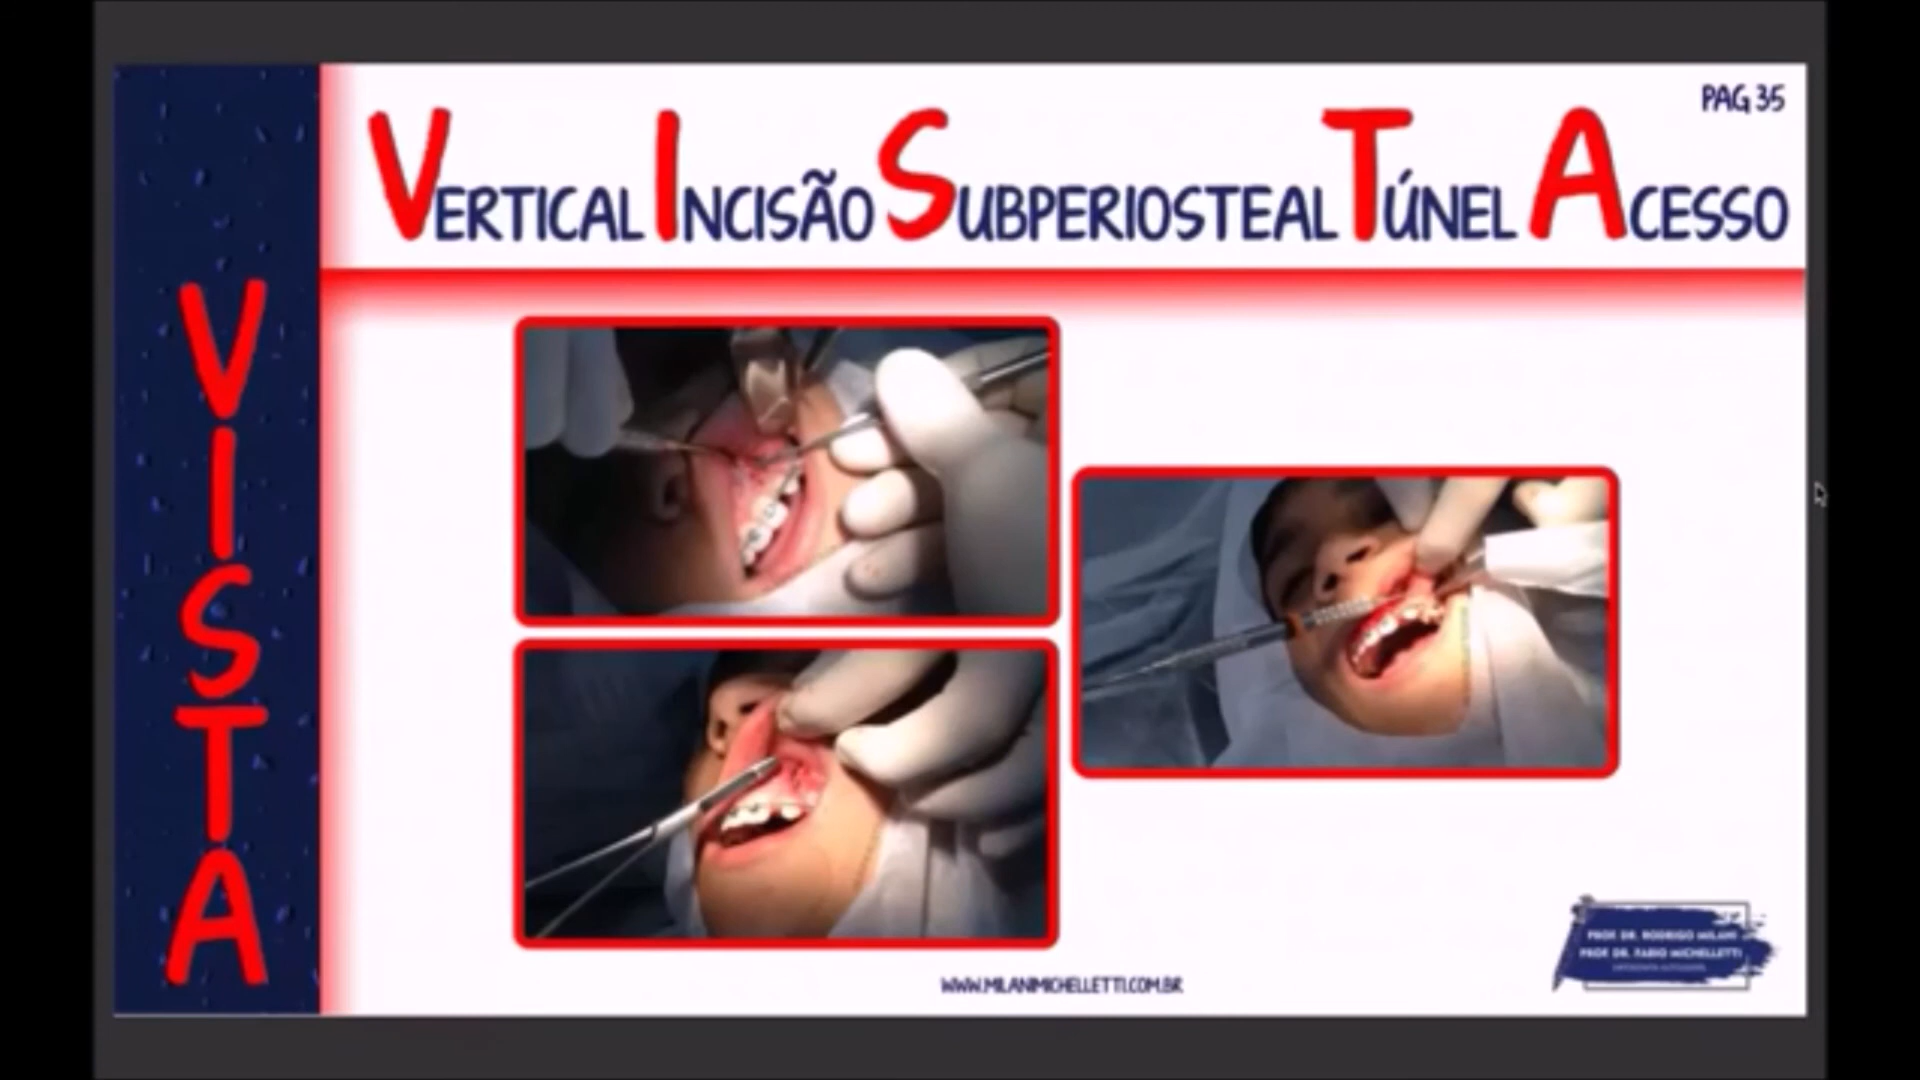 PAG 35
VERTICAL INCISÃO SUBPERIOSTEAL TÚNEL ACESSO
VISTA
WWW.MILANIMICHELLETTI.COM.BR
PROF. DR. RODRIGO MILANI
PROF. DR. FABIO MICHELLETTI